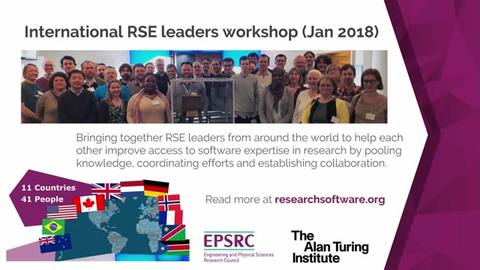 International RSE leaders workshop (Jan 2018)
Bringing together RSE leaders from around the world to help each
other improve access to software expertise in research by pooling
knowledge, coordinating efforts and establishing collaboration.
11 Countries
41 People
Read more at researchsoftware.org
EPSRC
Engineering and Physical Sciences
Research Council
The
Alan Turing
Institute